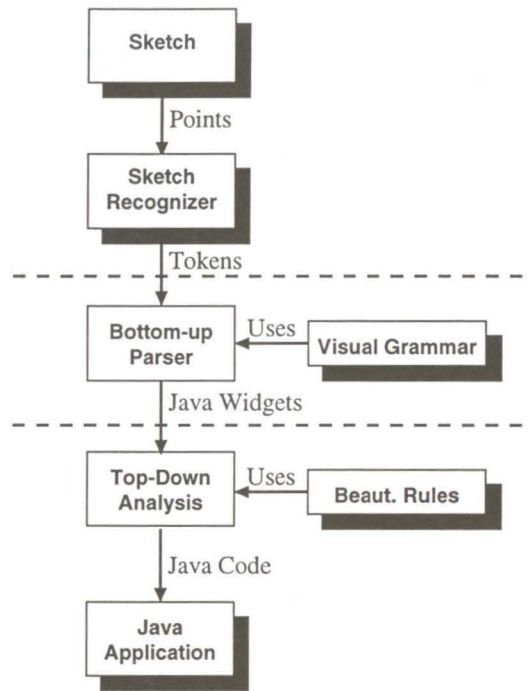 Sketch
Points
Sketch
Recognizer
Tokens
Bottom-up
Parser
Uses
Visual Grammar
Java Widgets
Top-Down
Analysis
Uses
Beaut. Rules
Java Code
Java
Application